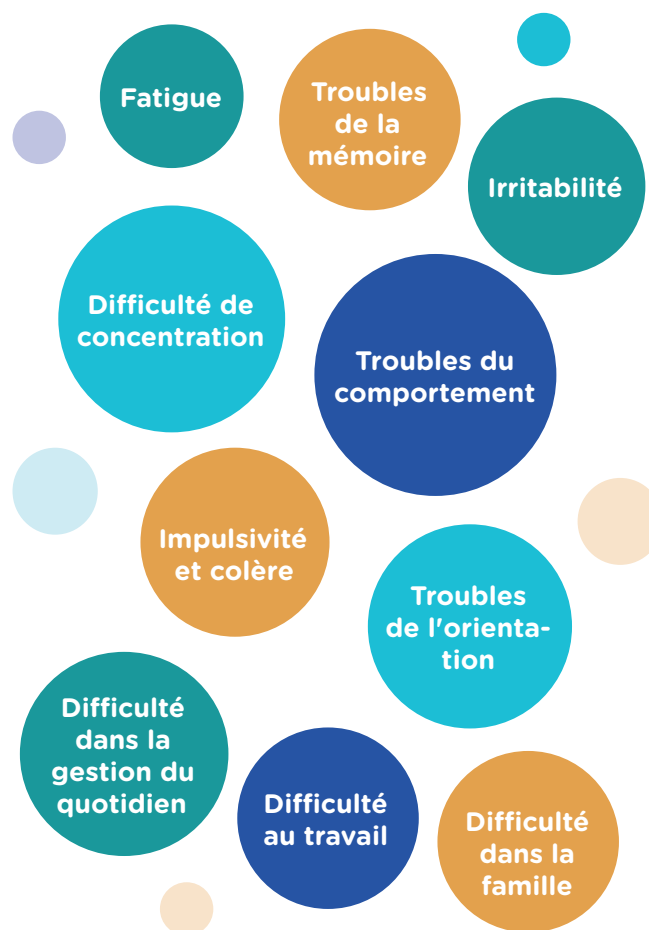 Fatigue
Troubles
de la
mémoire
Irritabilité
Difficulté de
concentration
Troubles du
comportement
Impulsivité
et colère
Troubles
de l'orienta-
tion
Difficulté
dans la
gestion du
quotidien
Difficulté
au travail
Difficulté
dans la
famille